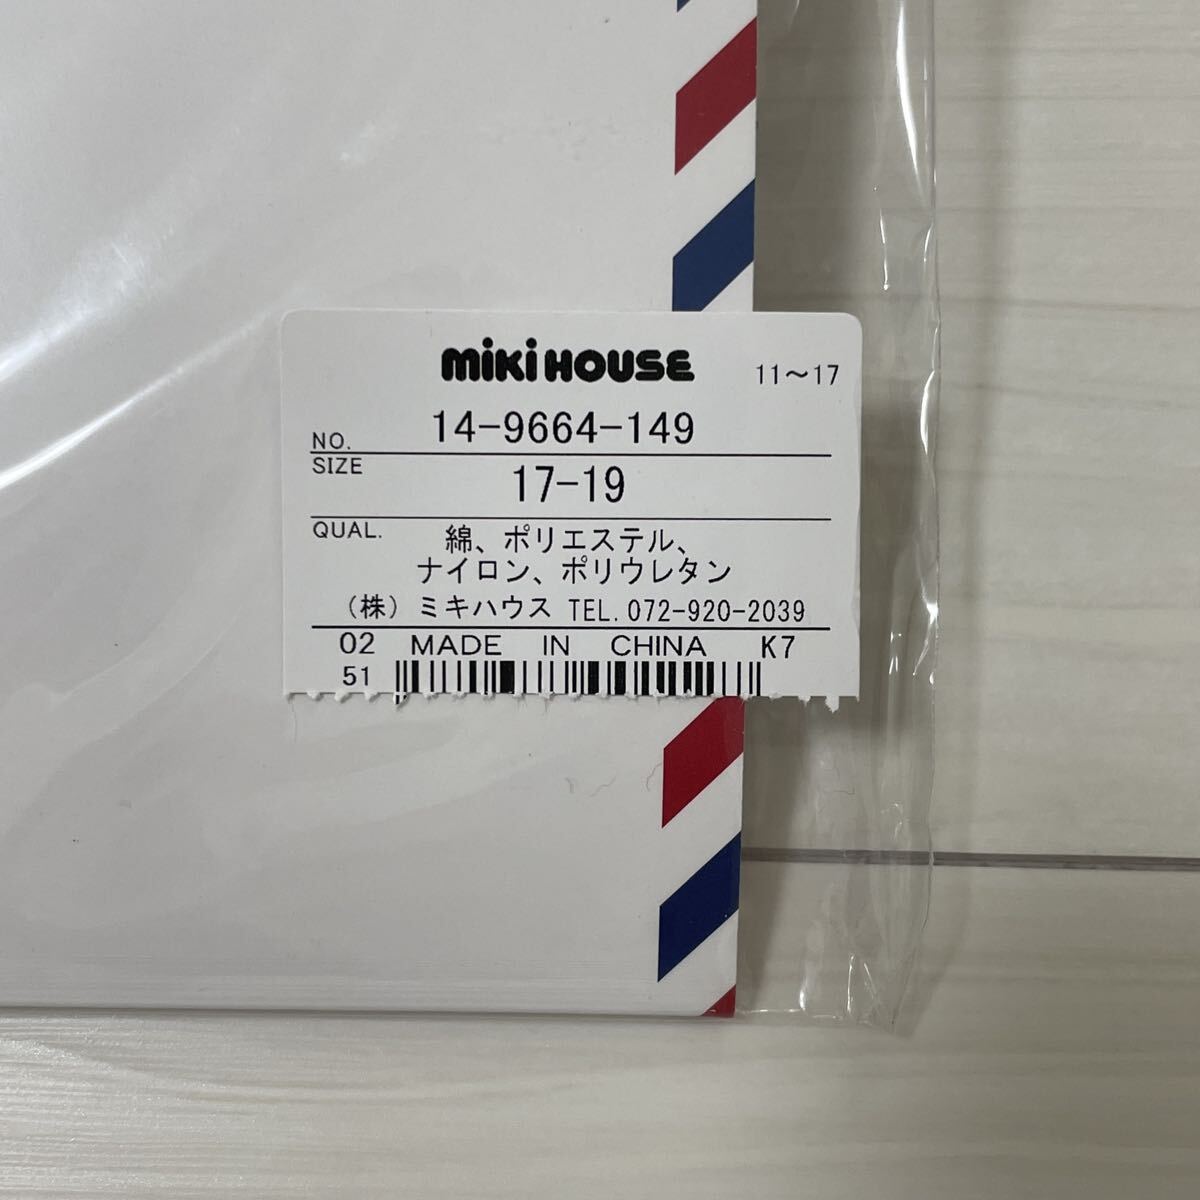 miki HOUSE 11～17
NO. 14-9664-149
SIZE 17-19
QUAL. 綿、ポリエステル、
ナイロン、ポリウレタン
（株）ミキハウス TEL.072-920-2039
02 MADE IN CHINA K7
51